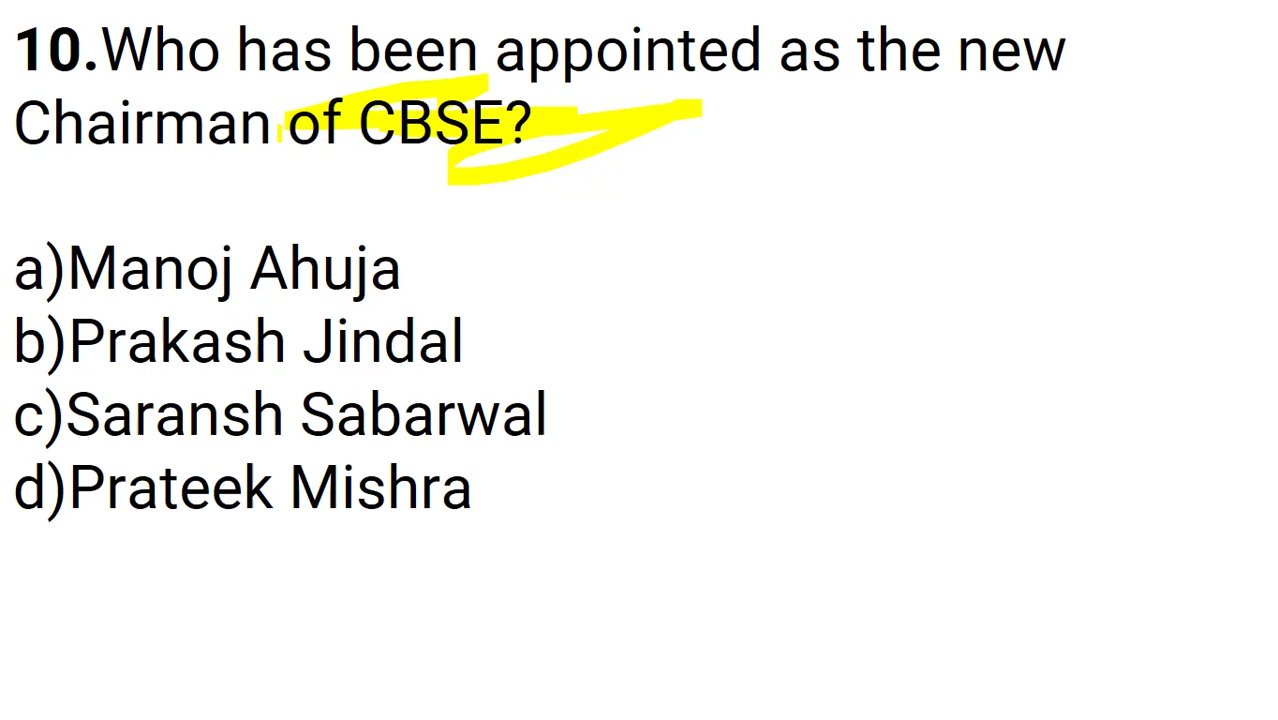 10.Who has been appointed as the new
Chairman of CBSE?
a)Manoj Ahuja
b)Prakash Jindal
c)Saransh Sabarwal
d)Prateek Mishra